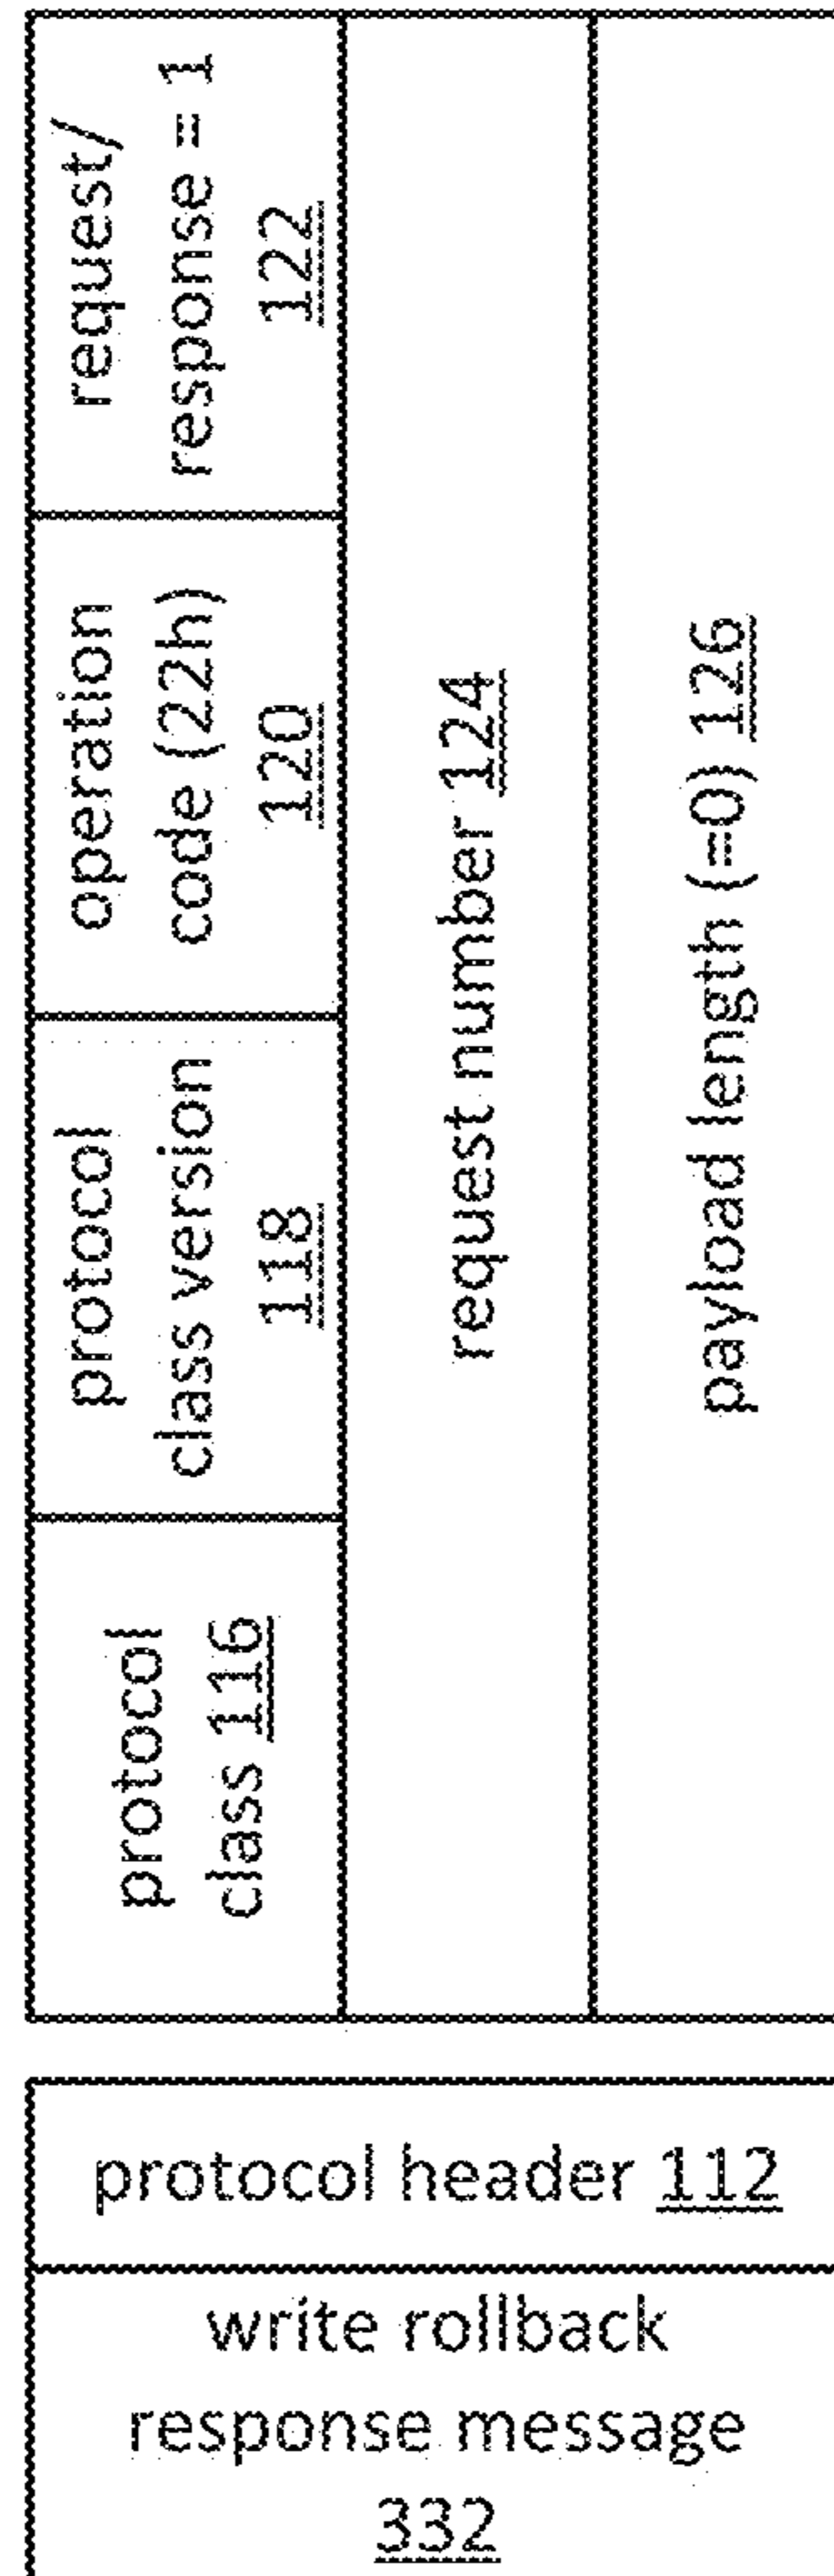 protocol
class 116
protocol
class version
118
operation
code (22h)
120
request/
response = 1
122
request number 124
payload length (=0) 126
protocol header 112
write rollback
response message
332